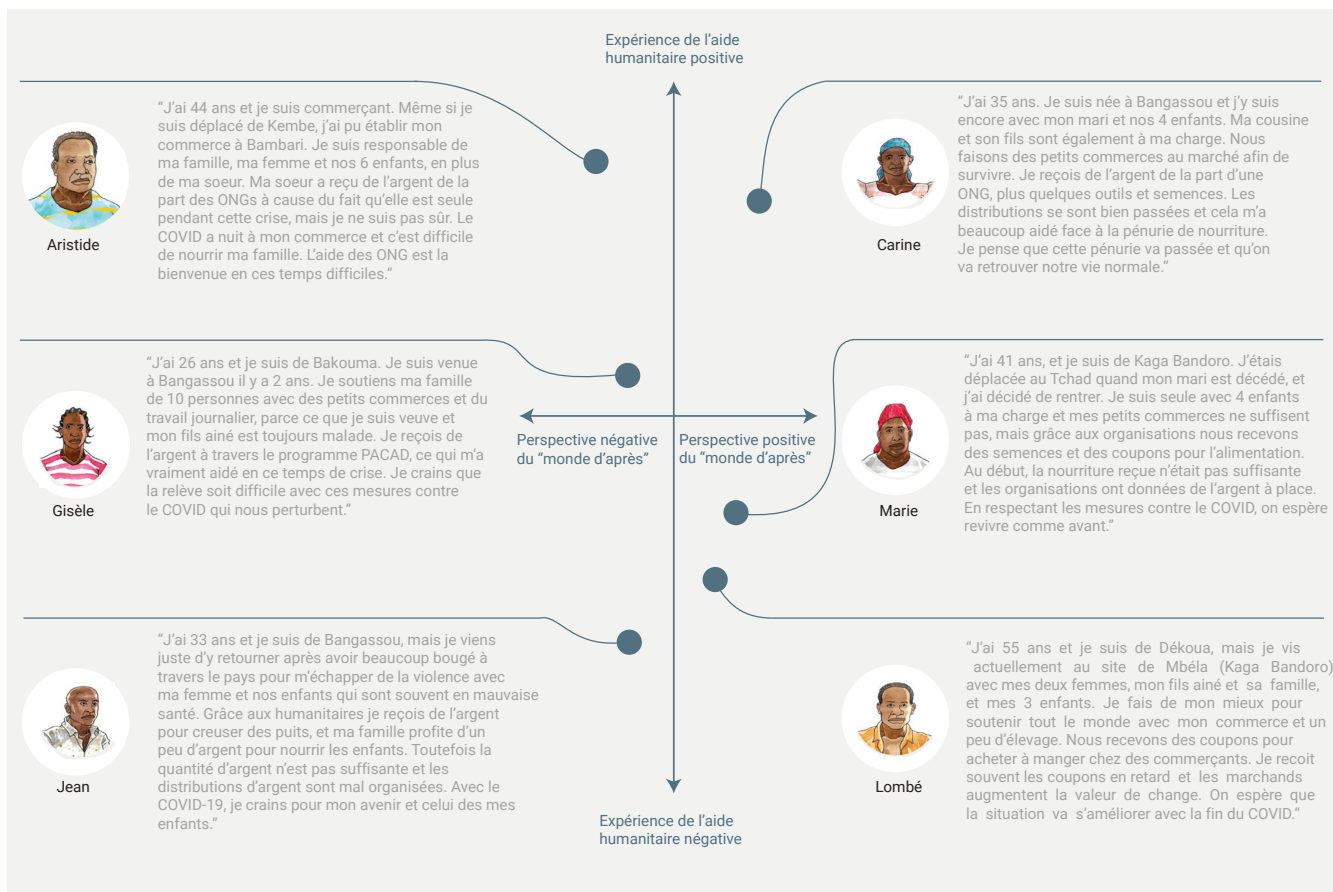 Expérience de l’aide
humanitaire positive
“J’ai 44 ans et je suis commerçant. Même si je
suis déplacé de Kembe, j’ai pu établir mon
commerce à Bambari. Je suis responsable de
ma famille, ma femme et nos 6 enfants, en plus
de ma soeur. Ma soeur a reçu de l’argent de la
part des ONGs à cause du fait qu’elle est seule
pendant cette crise, mais je ne suis pas sûr. Le
COVID a nuit à mon commerce et c’est difficile
de nourrir ma famille. L’aide des ONG est la
bienvenue en ces temps difficiles.”
Aristide
“J’ai 35 ans. Je suis née à Bangassou et j’y suis
encore avec mon mari et nos 4 enfants. Ma cousine
et son fils sont également à ma charge. Nous
faisons des petits commerces au marché afin de
survivre. Je reçois de l’argent de la part d’une
ONG, plus quelques outils et semences. Les
distributions se sont bien passées et cela m’a
beaucoup aidé face à la pénurie de nourriture.
Je pense que cette pénurie va passée et qu’on
va retrouver notre vie normale.”
Carine
“J’ai 26 ans et je suis de Bakouma. Je suis venue
à Bangassou il y a 2 ans. Je soutiens ma famille
de 10 personnes avec des petits commerces et du
travail journalier, parce ce que je suis veuve et
mon fils ainé est toujours malade. Je reçois de
l’argent à travers le programme PACAD, ce qui m’a
vraiment aidé en ce temps de crise. Je crains que
la relève soit difficile avec ces mesures contre
le COVID qui nous perturbent.”
Gisèle
Perspective négative
du “monde d’après”
Perspective positive
du “monde d’après”
“J’ai 41 ans, et je suis de Kaga Bandoro. J’étais
déplacée au Tchad quand mon mari est décédé, et
j’ai décidé de rentrer. Je suis seule avec 4 enfants
à ma charge et mes petits commerces ne suffisent
pas, mais grâce aux organisations nous recevons
des semences et des coupons pour l’alimentation.
Au début, la nourriture reçue n’était pas suffisante
et les organisations ont données de l’argent à place.
En respectant les mesures contre le COVID, on espère
revivre comme avant.”
Marie
“J’ai 33 ans et je suis de Bangassou, mais je viens
juste d’y retourner après avoir beaucoup bougé à
travers le pays pour m’échapper de la violence avec
ma femme et nos enfants qui sont souvent en mauvaise
santé. Grâce aux humanitaires je reçois de l’argent
pour creuser des puits, et ma famille profite d’un
peu d’argent pour nourrir les enfants. Toutefois la
quantité d’argent n’est pas suffisante et les
distributions d’argent sont mal organisées. Avec le
COVID-19, je crains pour mon avenir et celui des mes
enfants.“
Jean
“J’ai 55 ans et je suis de Dékoua, mais je vis
actuellement au site de Mbéla (Kaga Bandoro)
avec mes deux femmes, mon fils ainé et sa famille,
et mes 3 enfants. Je fais de mon mieux pour
soutenir tout le monde avec mon commerce et un
peu d’élevage. Nous recevons des coupons pour
acheter à manger chez des commerçants. Je recoit
souvent les coupons en retard et les marchands
augmentent la valeur de change. On espère que
la situation va s’améliorer avec la fin du COVID.“
Lombé
Expérience de l’aide
humanitaire négative